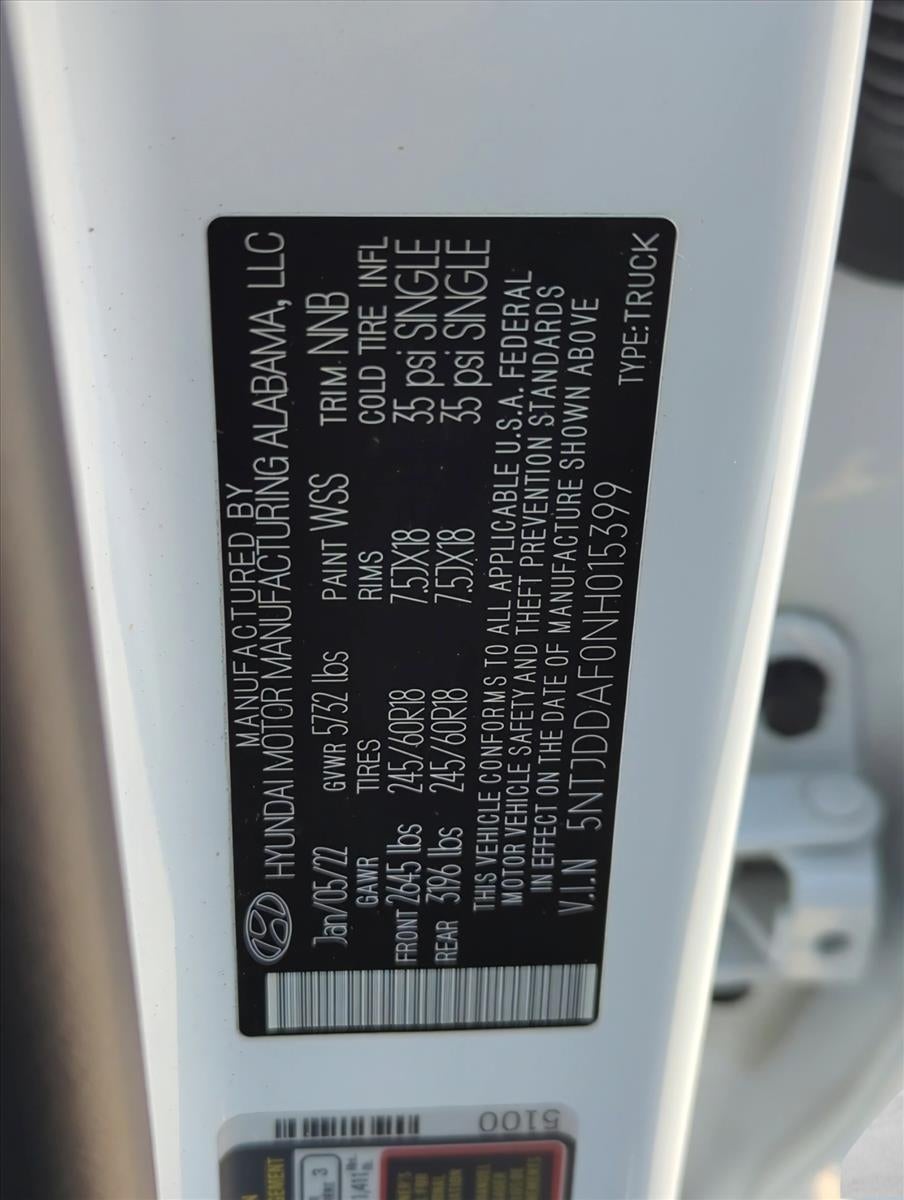 MANUFACTURED BY
HYUNDAI MOTOR MANUFACTURING ALABAMA, LLC
Jan/05/22 GVWR 5732 lbs PAINT WSS TRIM NNB
GAWR TIRES RIMS COLD TIRE INFL
FRONT 2645 lbs 245/60R18 7.5JX18 35 psi SINGLE
REAR 3196 lbs 245/60R18 7.5JX18 35 psi SINGLE
THIS VEHICLE CONFORMS TO ALL APPLICABLE U.S.A. FEDERAL
MOTOR VEHICLE SAFETY AND THEFT PREVENTION STANDARDS
IN EFFECT ON THE DATE OF MANUFACTURE SHOWN ABOVE
V.I.N 5NTJDDAF0NH015399 TYPE: TRUCK
5100
3